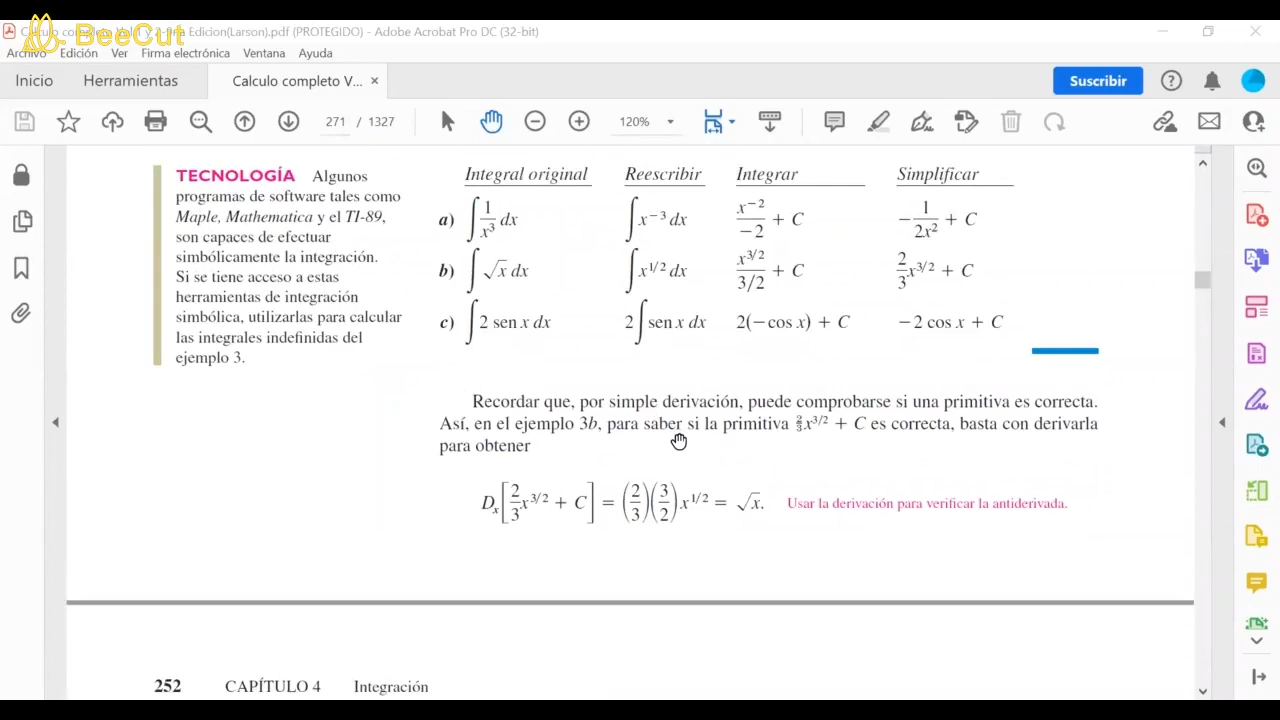 Cálculo completo Vol.1 y 2-9na Edicion(Larson).pdf (PROTEGIDO) - Adobe Acrobat Pro DC (32-bit)
BeeCut
Archivo Edición Ver Firma electrónica Ventana Ayuda
Inicio Herramientas Calculo completo V... ×
Suscribir
271 / 1327 120%
TECNOLOGÍA Algunos
programas de software tales como
Maple, Mathematica y el TI-89,
son capaces de efectuar
simbólicamente la integración.
Si se tiene acceso a estas
herramientas de integración
simbólica, utilizarlas para calcular
las integrales indefinidas del
ejemplo 3.
Integral original Reescribir Integrar Simplificar
a) ∫ 1/x³ dx ∫ x⁻³ dx x⁻²/−2 + C −1/2x² + C
b) ∫ √x dx ∫ x^1/2 dx x^3/2/3/2 + C 2/3 x^3/2 + C
c) ∫ 2 sen x dx 2 ∫ sen x dx 2(−cos x) + C −2 cos x + C
Recordar que, por simple derivación, puede comprobarse si una primitiva es correcta.
Así, en el ejemplo 3b, para saber si la primitiva 2/3 x^3/2 + C es correcta, basta con derivarla
para obtener
Dₓ[2/3 x^3/2 + C] = (2/3)(3/2) x^1/2 = √x. Usar la derivación para verificar la antiderivada.
252 CAPÍTULO 4 Integración